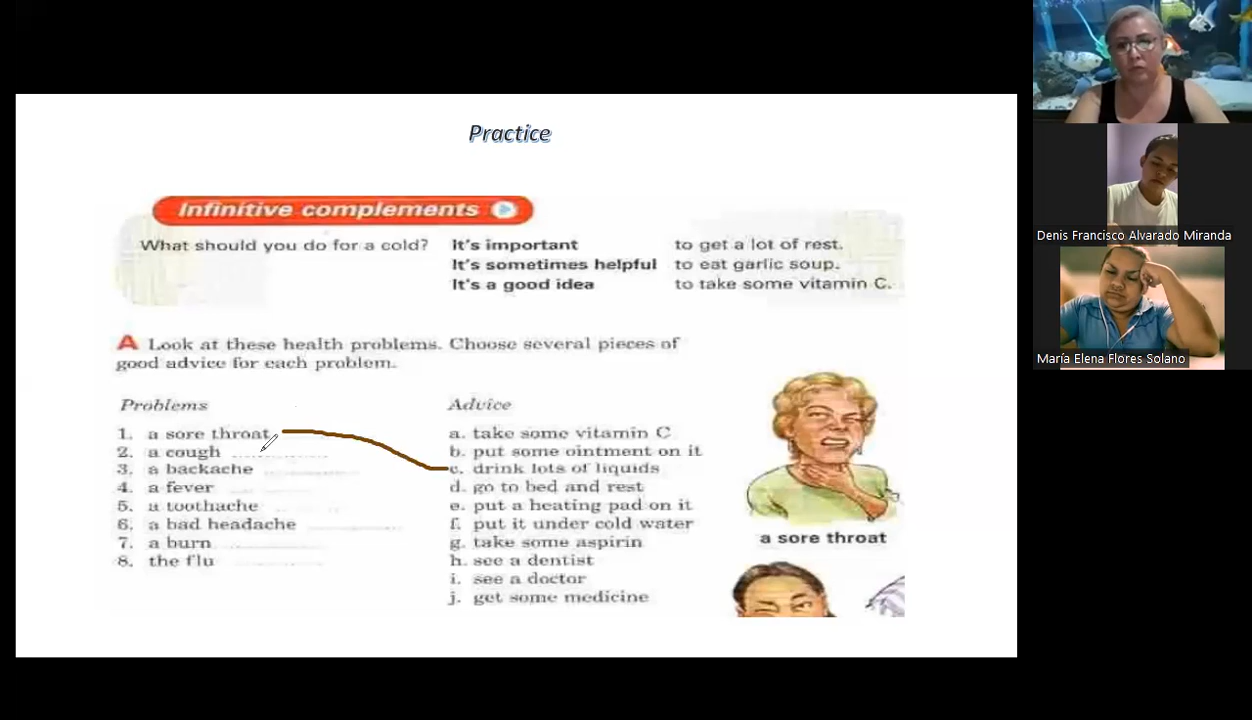 Practice
Infinitive complements
What should you do for a cold? It's important to get a lot of rest.
It's sometimes helpful to eat garlic soup.
It's a good idea to take some vitamin C.
A Look at these health problems. Choose several pieces of
good advice for each problem.
Problems
1. a sore throat
2. a cough
3. a backache
4. a fever
5. a toothache
6. a bad headache
7. a burn
8. the flu
Advice
a. take some vitamin C
b. put some ointment on it
c. drink lots of liquids
d. go to bed and rest
e. put a heating pad on it
f. put it under cold water
g. take some aspirin
h. see a dentist
i. see a doctor
j. get some medicine
a sore throat
Denis Francisco Alvarado Miranda
María Elena Flores Solano